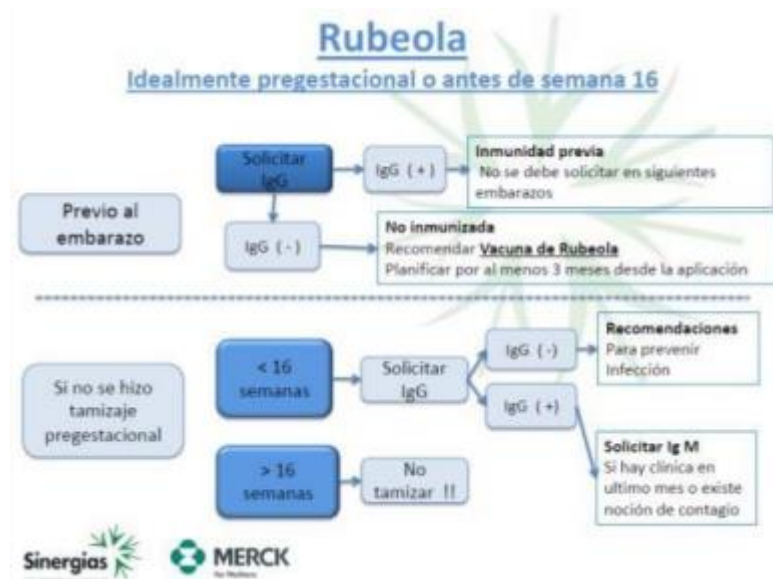 Rubeola
Idealmente pregestacional o antes de semana 16
Previo al
embarazo
Solicitar
IgG
IgG ( + )
Inmunidad previa
No se debe solicitar en siguientes
embarazos
IgG ( - )
No inmunizada
Recomendar Vacuna de Rubeola
Planificar por al menos 3 meses desde la aplicación
Si no se hizo
tamizaje
pregestacional
< 16
semanas
Solicitar
IgG
IgG ( - )
Recomendaciones
Para prevenir
Infección
IgG ( + )
Solicitar Ig M
Si hay clínica en
ultimo mes o existe
noción de contagio
> 16
semanas
No
tamizar !!
Sinergias
MERCK